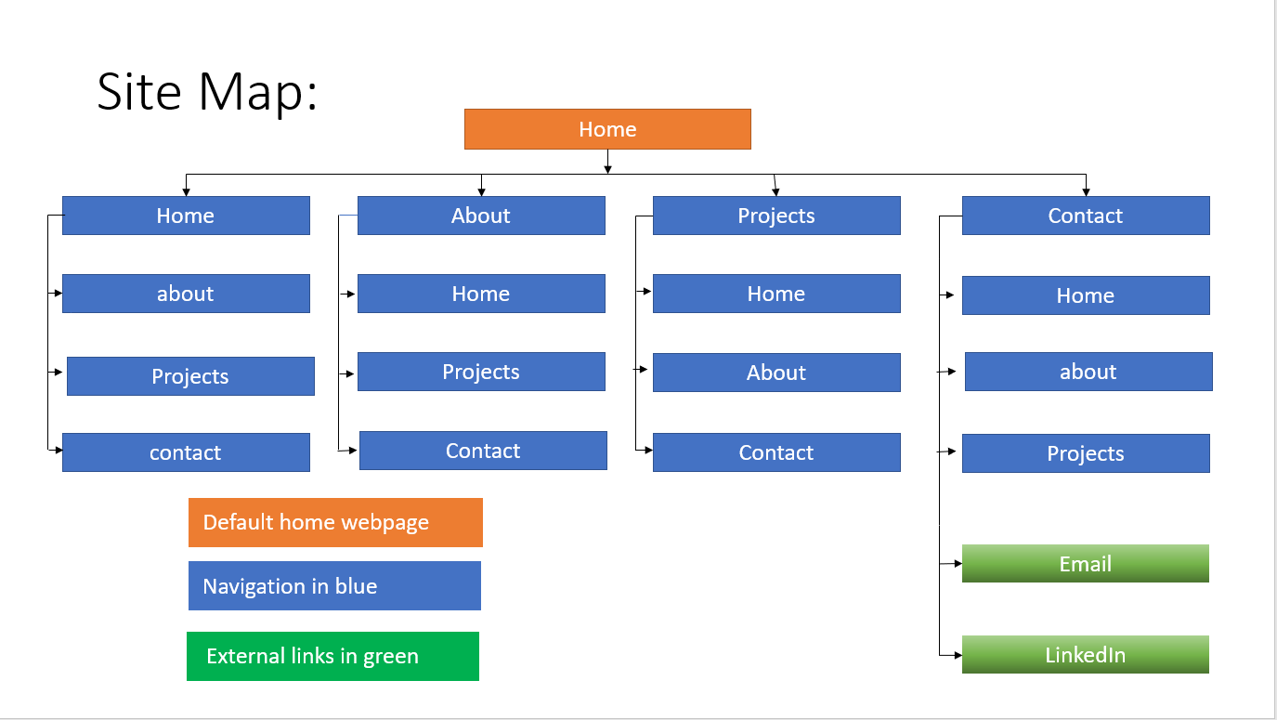 Site Map:
Home
Home
About
Projects
Contact
about
Home
Home
Home
Projects
Projects
About
about
contact
Contact
Contact
Projects
Default home webpage
Navigation in blue
External links in green
Email
LinkedIn